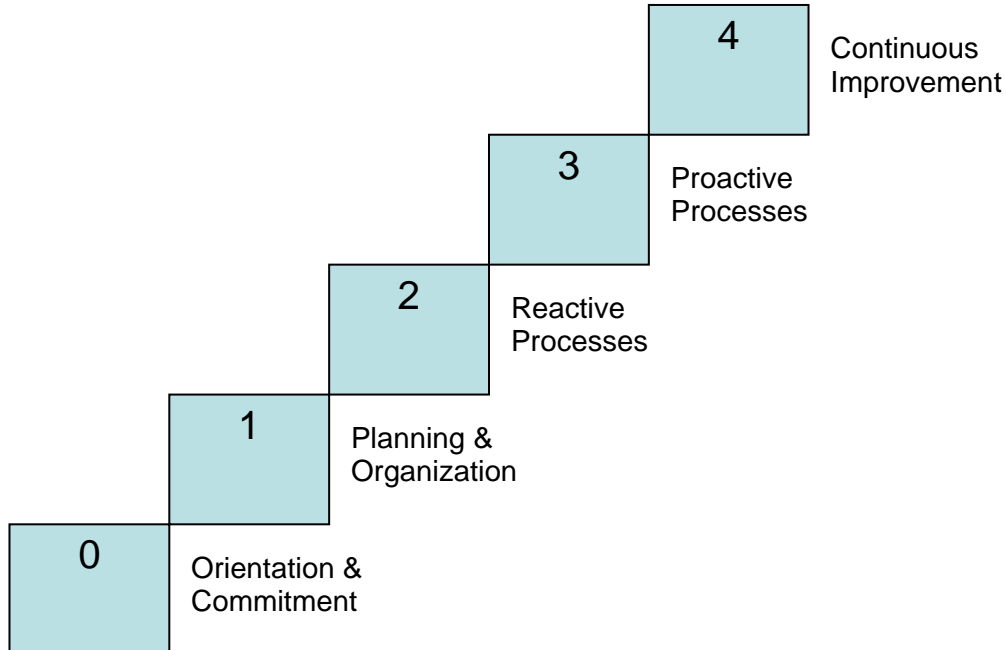 4
Continuous
Improvement
3
Proactive
Processes
2
Reactive
Processes
1
Planning &
Organization
0
Orientation &
Commitment